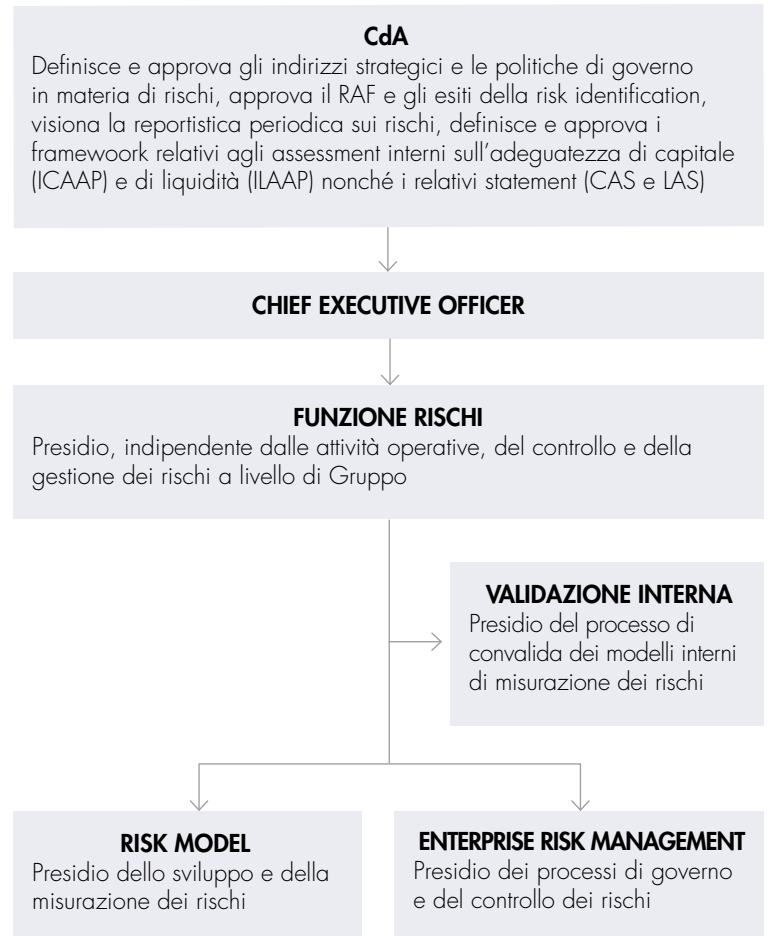 CdA
Definisce e approva gli indirizzi strategici e le politiche di governo
in materia di rischi, approva il RAF e gli esiti della risk identification,
visiona la reportistica periodica sui rischi, definisce e approva i
framewoork relativi agli assessment interni sull'adeguatezza di capitale
(ICAAP) e di liquidità (ILAAP) nonché i relativi statement (CAS e LAS)
CHIEF EXECUTIVE OFFICER
FUNZIONE RISCHI
Presidio, indipendente dalle attività operative, del controllo e della
gestione dei rischi a livello di Gruppo
VALIDAZIONE INTERNA
Presidio del processo di
convalida dei modelli interni
di misurazione dei rischi
RISK MODEL
Presidio dello sviluppo e della
misurazione dei rischi
ENTERPRISE RISK MANAGEMENT
Presidio dei processi di governo
e del controllo dei rischi